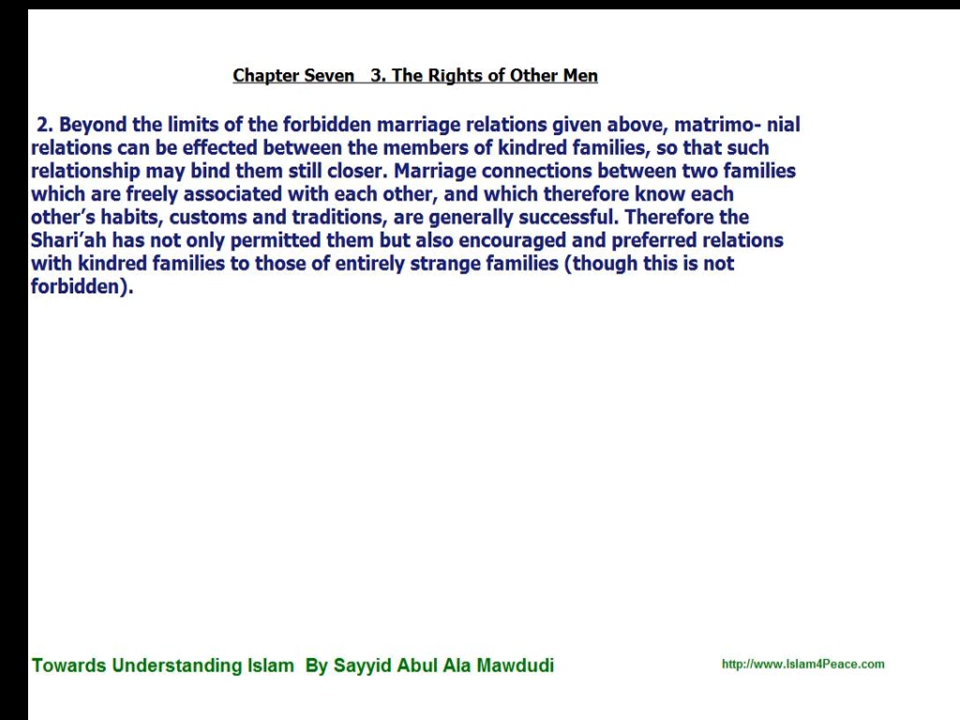 Chapter Seven   3. The Rights of Other Men
2. Beyond the limits of the forbidden marriage relations given above, matrimo- nial
relations can be effected between the members of kindred families, so that such
relationship may bind them still closer. Marriage connections between two families
which are freely associated with each other, and which therefore know each
other’s habits, customs and traditions, are generally successful. Therefore the
Shari’ah has not only permitted them but also encouraged and preferred relations
with kindred families to those of entirely strange families (though this is not
forbidden).
Towards Understanding Islam  By Sayyid Abul Ala Mawdudi
http://www.Islam4Peace.com